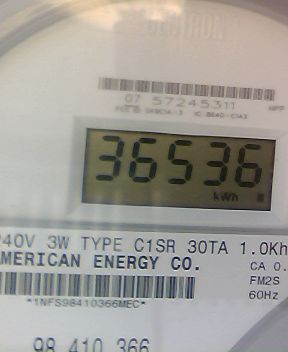 CENTRON
07 57245311
36536
kWh
240V 3W TYPE C1SR 30TA 1.0Kh
AMERICAN ENERGY CO.
CA 0.
FM2S
60Hz
*1NFS98410366MEC*
98 410 366